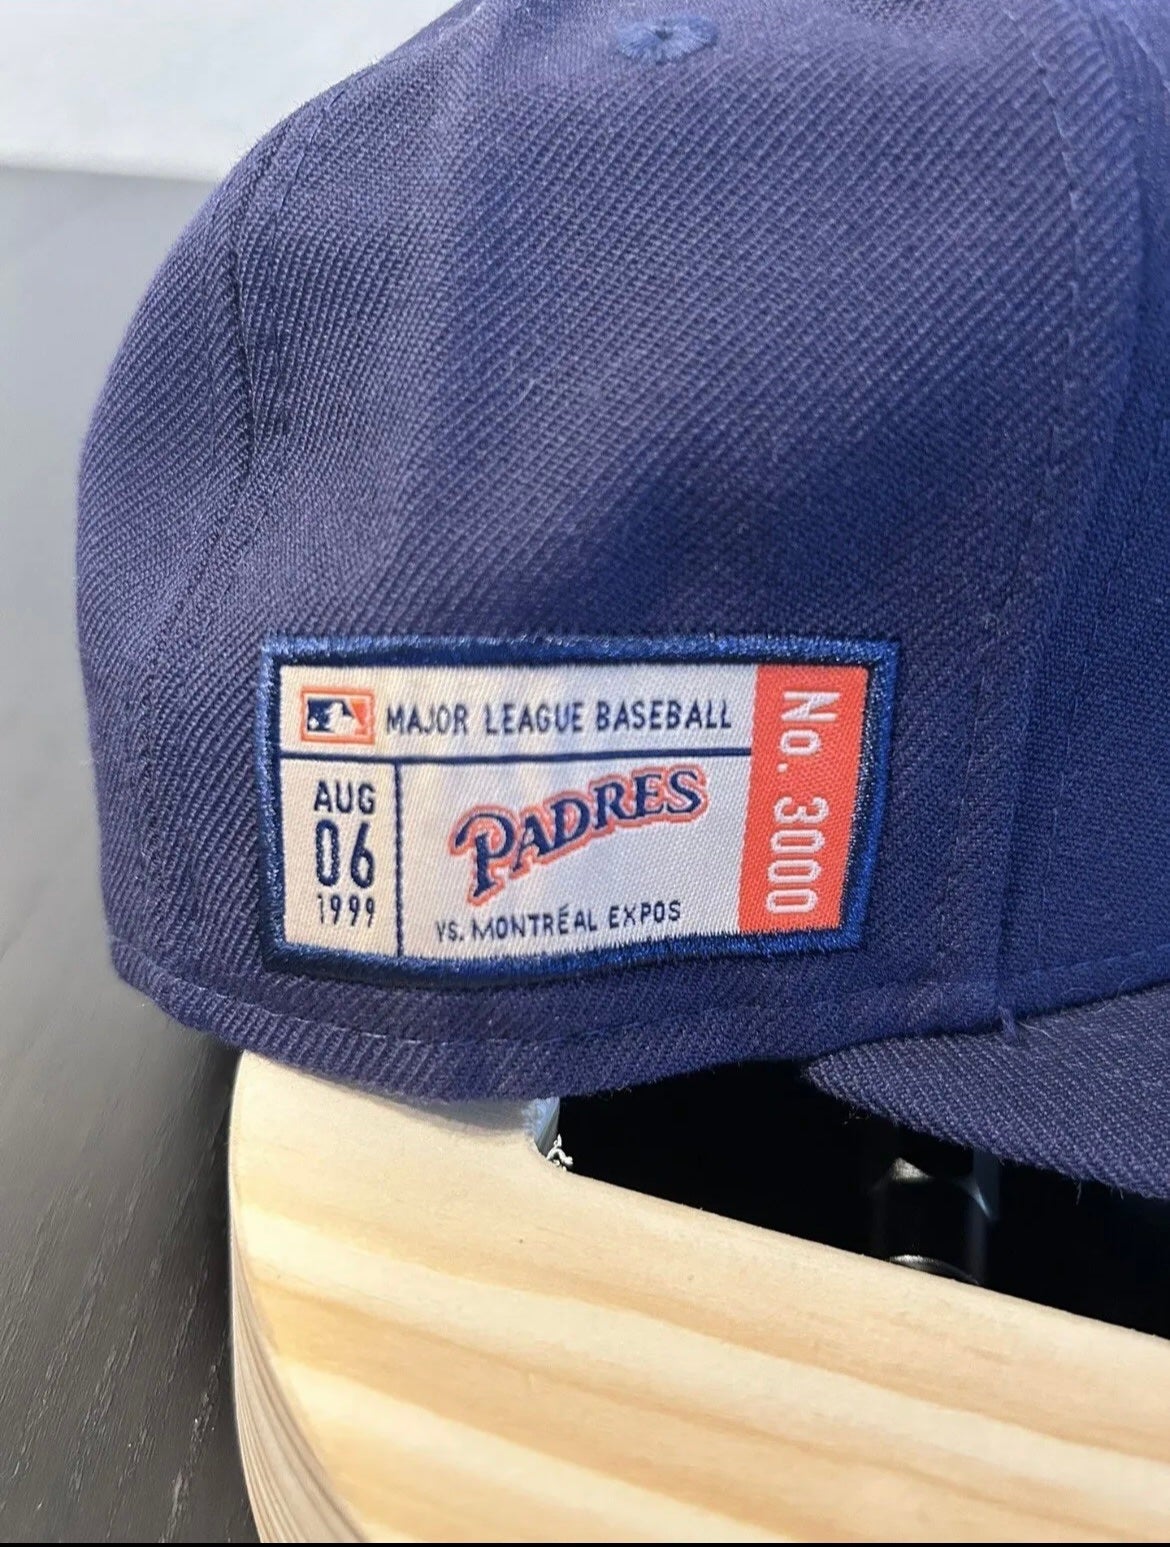 MAJOR LEAGUE BASEBALL
AUG
06
1999
PADRES
VS. MONTRÉAL EXPOS
No. 3000